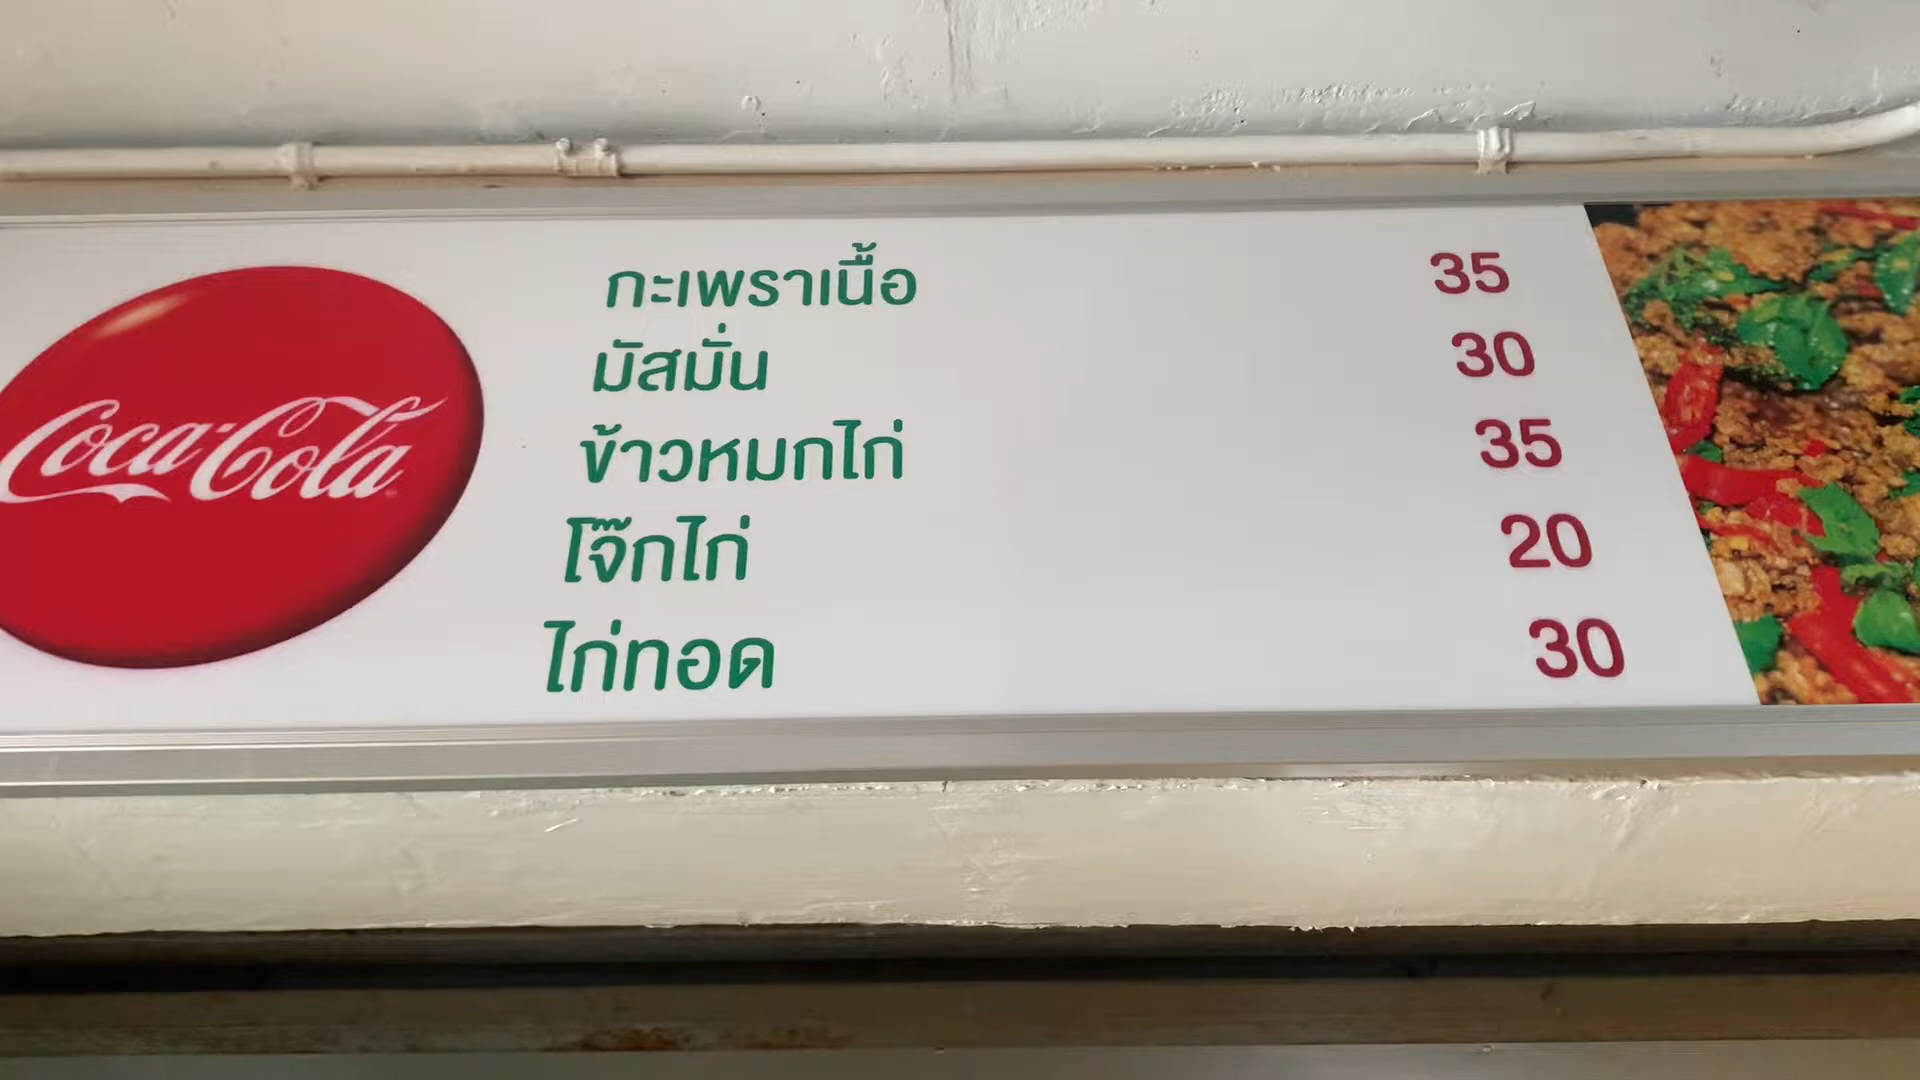 Coca-Cola
กะเพราเนื้อ 35
มัสมั่น 30
ข้าวหมกไก่ 35
โจ๊กไก่ 20
ไก่ทอด 30